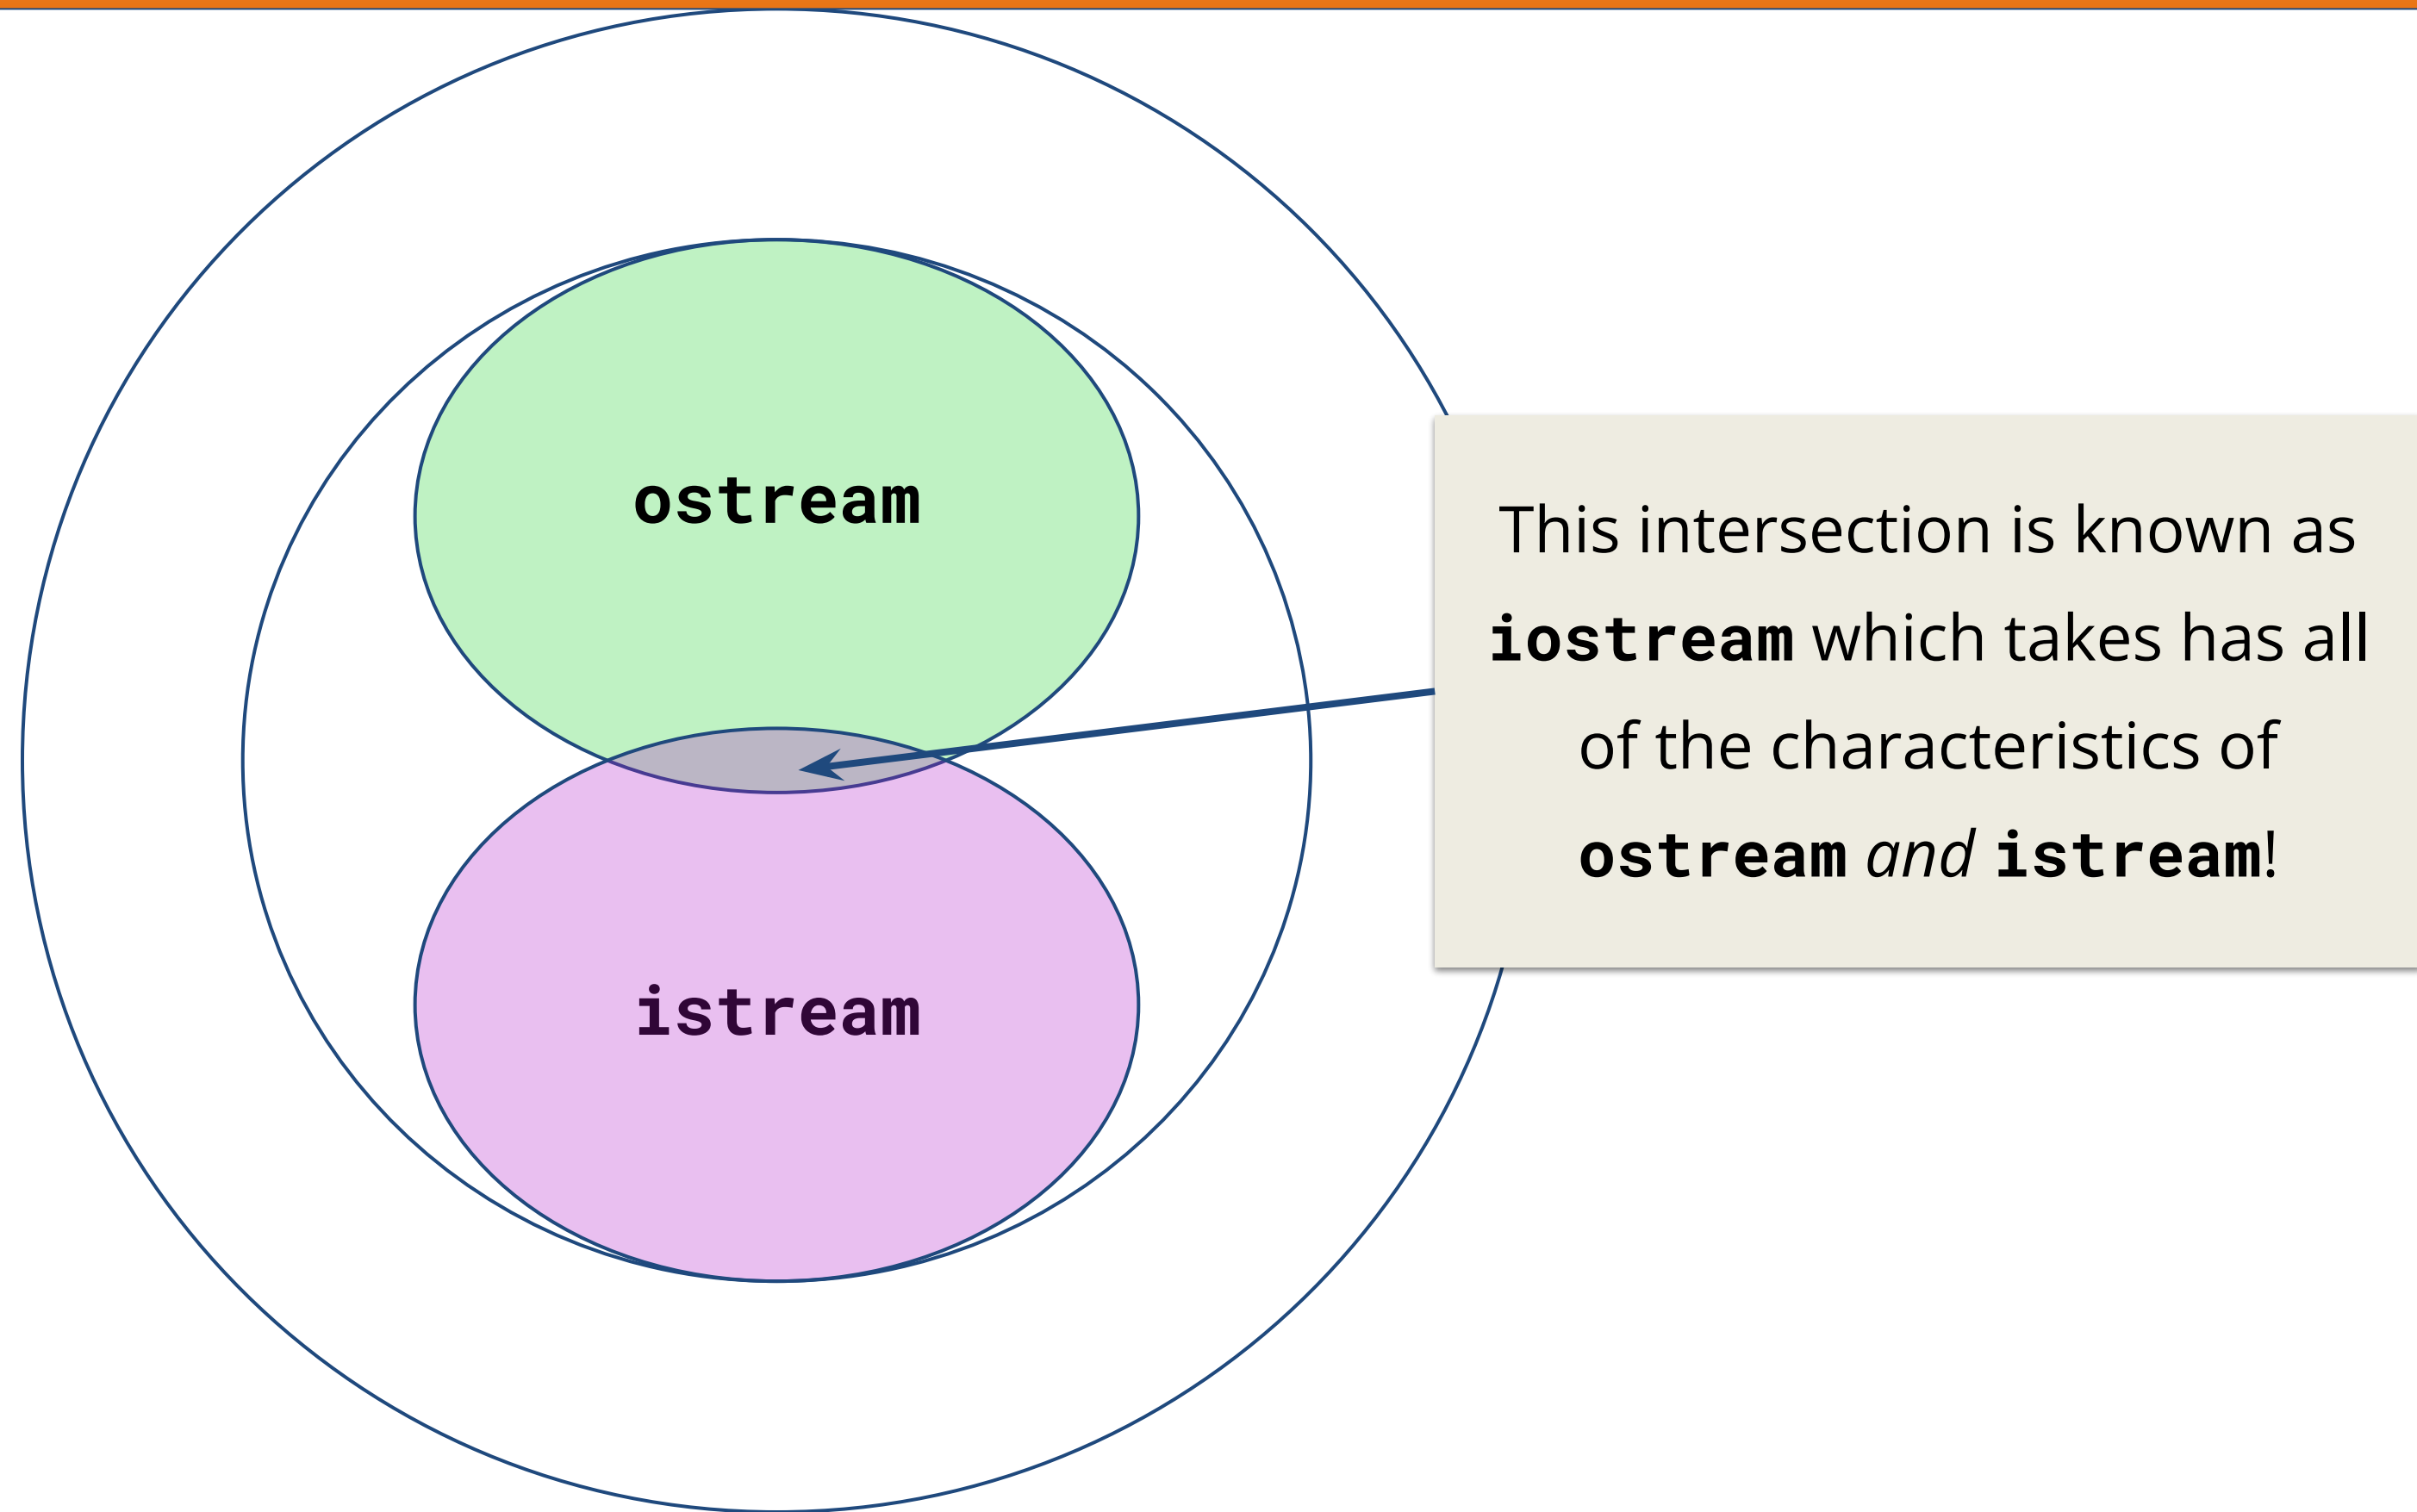 ostream
istream
This intersection is known as
iostream which takes has all
of the characteristics of
ostream and istream!